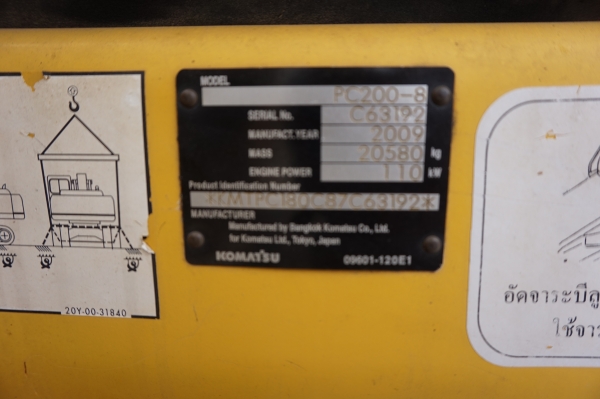 MODEL PC200-8
SERIAL No. C63192
MANUFACT. YEAR 2009
MASS 20580 kg
ENGINE POWER 110 kW
Product Identification Number
*KMTPC180C87C63192*
MANUFACTURER
Manufactured by Bangkok Komatsu Co., Ltd.
for Komatsu Ltd., Tokyo, Japan
KOMATSU 09601-120E1
20Y-00-31840
อัดจาระบีลู
ใช้จาร